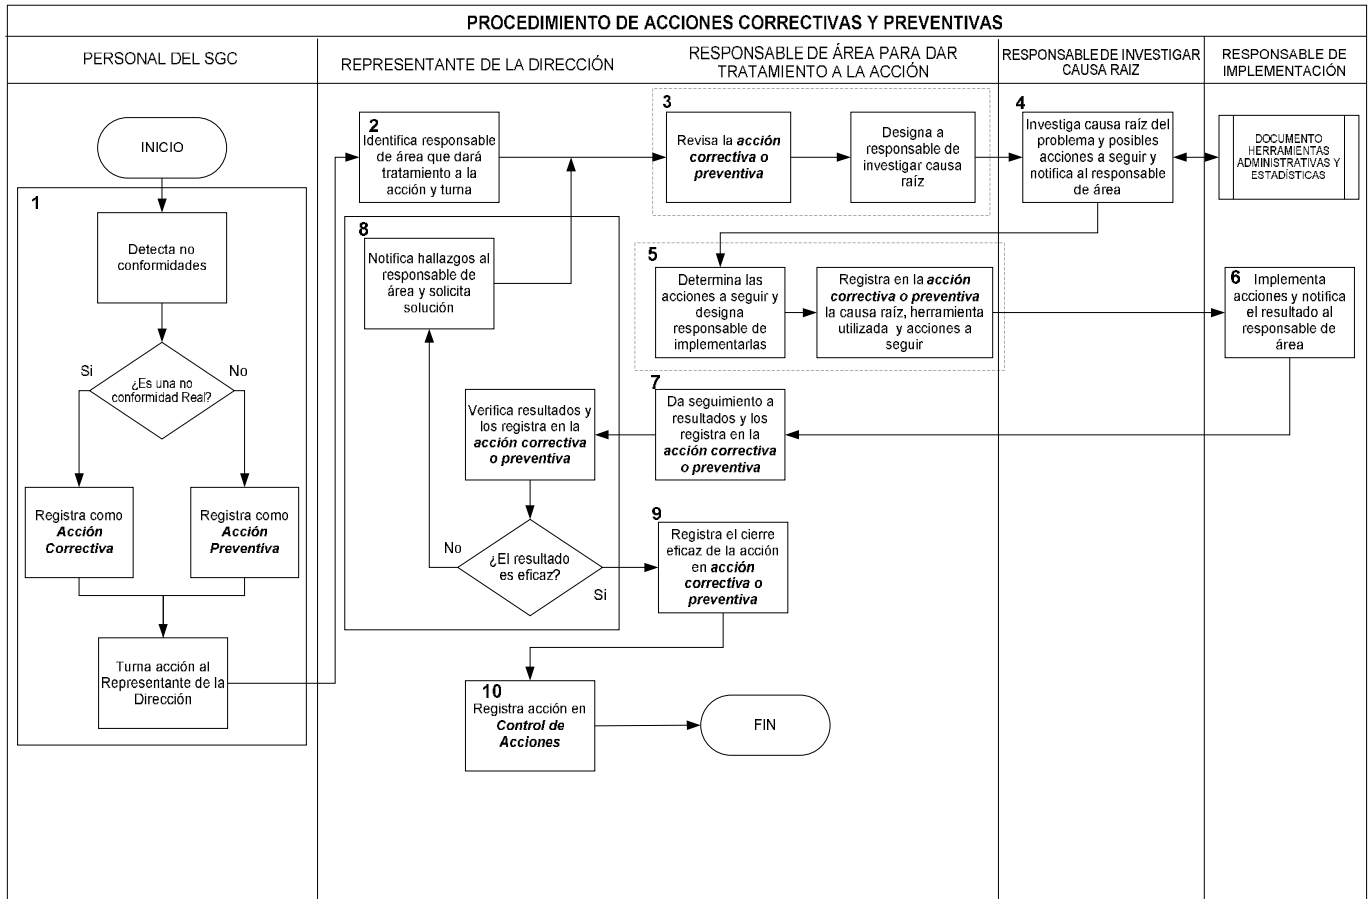 PROCEDIMIENTO DE ACCIONES CORRECTIVAS Y PREVENTIVAS
PERSONAL DEL SGC
REPRESENTANTE DE LA DIRECCIÓN
RESPONSABLE DE ÁREA PARA DAR
TRATAMIENTO A LA ACCIÓN
RESPONSABLE DE INVESTIGAR
CAUSA RAIZ
RESPONSABLE DE
IMPLEMENTACIÓN
INICIO
1
Detecta no
conformidades
¿Es una no
conformidad Real?
Si
No
Registra como
Acción
Correctiva
Registra como
Acción
Preventiva
Turna acción al
Representante de la
Dirección
2
Identifica responsable
de área que dará
tratamiento a la
acción y turna
3
Revisa la acción
correctiva o
preventiva
Designa a
responsable de
investigar causa
raíz
4
Investiga causa raíz del
problema y posibles
acciones a seguir y
notifica al responsable
de área
DOCUMENTO
HERRAMIENTAS
ADMINISTRATIVAS Y
ESTADÍSTICAS
5
Determina las
acciones a seguir y
designa
responsable de
implementarlas
Registra en la acción
correctiva o preventiva
la causa raíz, herramienta
utilizada y acciones a
seguir
6
Implementa
acciones y notifica
el resultado al
responsable de
área
7
Da seguimiento a
resultados y los
registra en la
acción correctiva
o preventiva
8
Notifica hallazgos al
responsable de
área y solicita
solución
Verifica resultados y
los registra en la
acción correctiva
o preventiva
¿El resultado
es eficaz?
No
Si
9
Registra el cierre
eficaz de la acción
en acción
correctiva o
preventiva
10
Registra acción en
Control de
Acciones
FIN